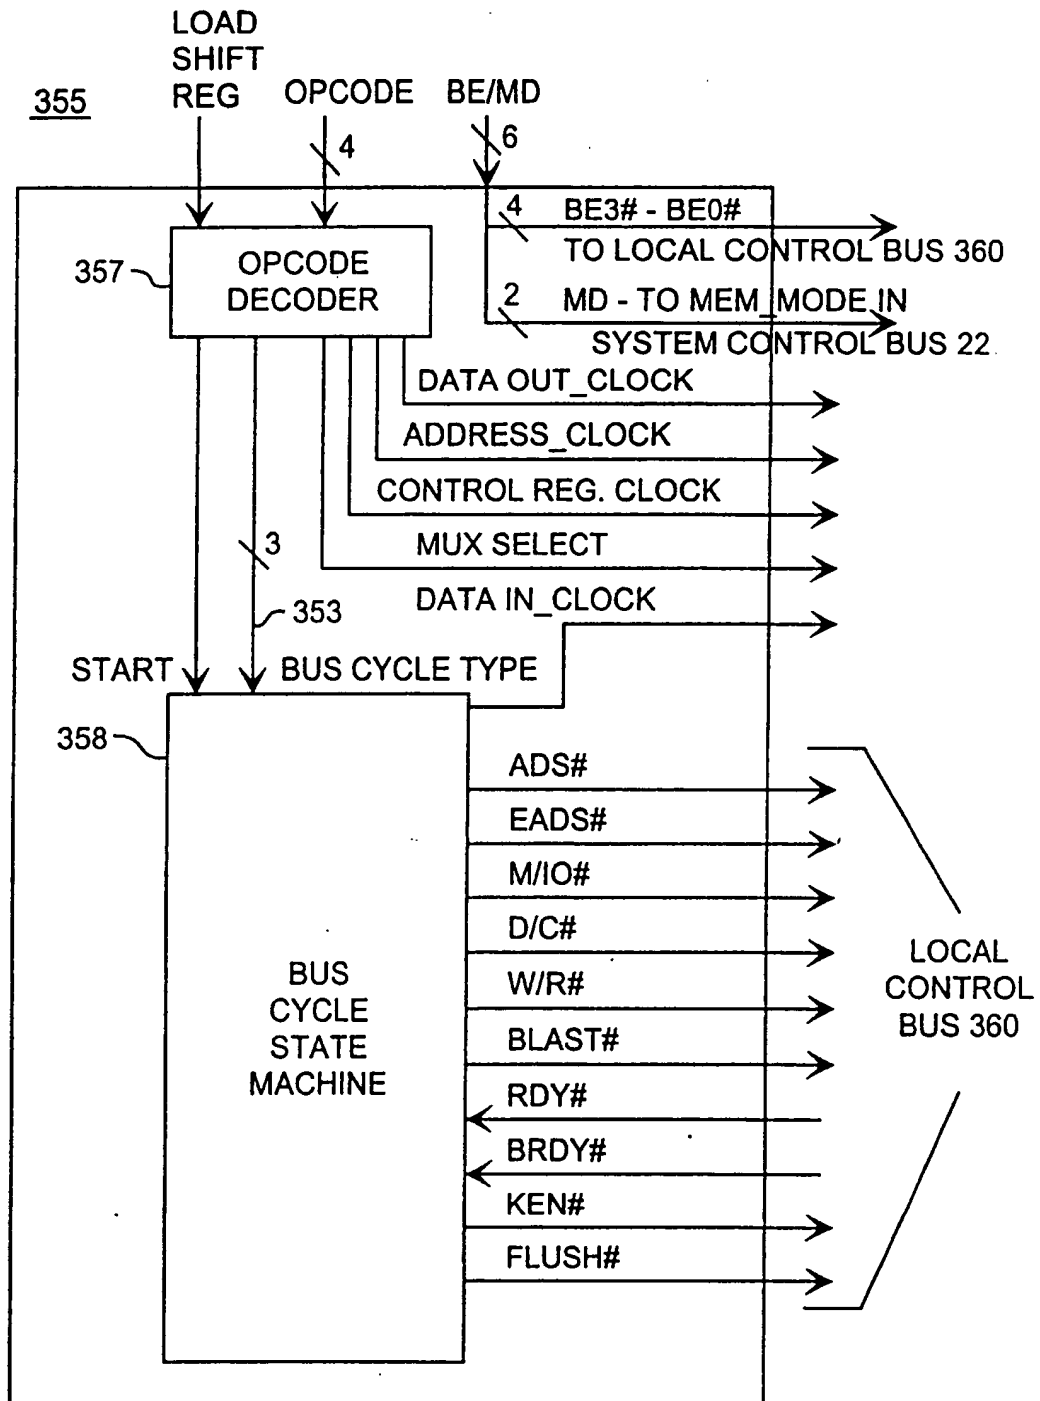 LOAD
SHIFT
REG
OPCODE
BE/MD
355
4
6
4
BE3# - BE0#
TO LOCAL CONTROL BUS 360
357
OPCODE
DECODER
2
MD - TO MEM_MODE IN
SYSTEM CONTROL BUS 22
DATA OUT_CLOCK
ADDRESS_CLOCK
CONTROL REG. CLOCK
3
MUX SELECT
DATA IN_CLOCK
353
START
BUS CYCLE TYPE
358
ADS#
EADS#
M/IO#
D/C#
W/R#
BLAST#
RDY#
BRDY#
KEN#
FLUSH#
BUS
CYCLE
STATE
MACHINE
LOCAL
CONTROL
BUS 360